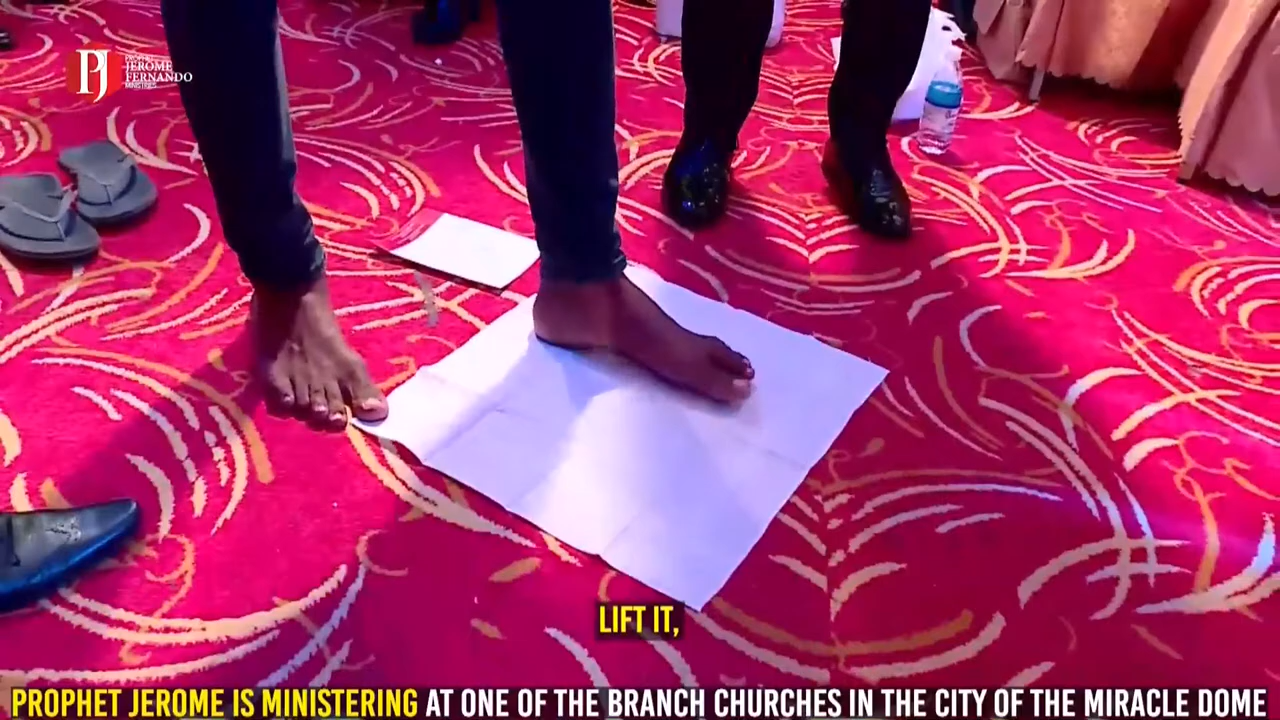 PJ
PROPHET
JEROME
FERNANDO
MINISTRIES
LIFT IT,
PROPHET JEROME IS MINISTERING AT ONE OF THE BRANCH CHURCHES IN THE CITY OF THE MIRACLE DOME